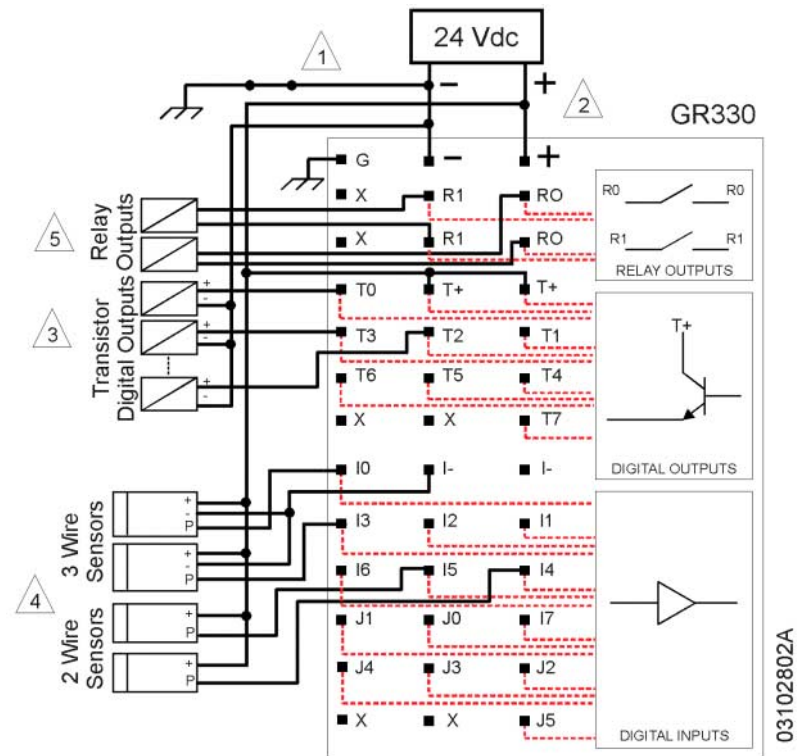 24 Vdc
1
- +
2
GR330
G - +
X R1 RO
R0 R0
5
Relay
Outputs
R1 R1
X R1 RO
RELAY OUTPUTS
3
Transistor
Digital Outputs
+
-
+
-
+
-
T0 T+ T+
T3 T2 T1
T+
T6 T5 T4
X X T7
DIGITAL OUTPUTS
4
3 Wire
Sensors
+
-
P
+
-
P
2 Wire
Sensors
+
P
+
P
I0 I- I-
I3 I2 I1
I6 I5 I4
J1 J0 I7
J4 J3 J2
X X J5
DIGITAL INPUTS
03102802A